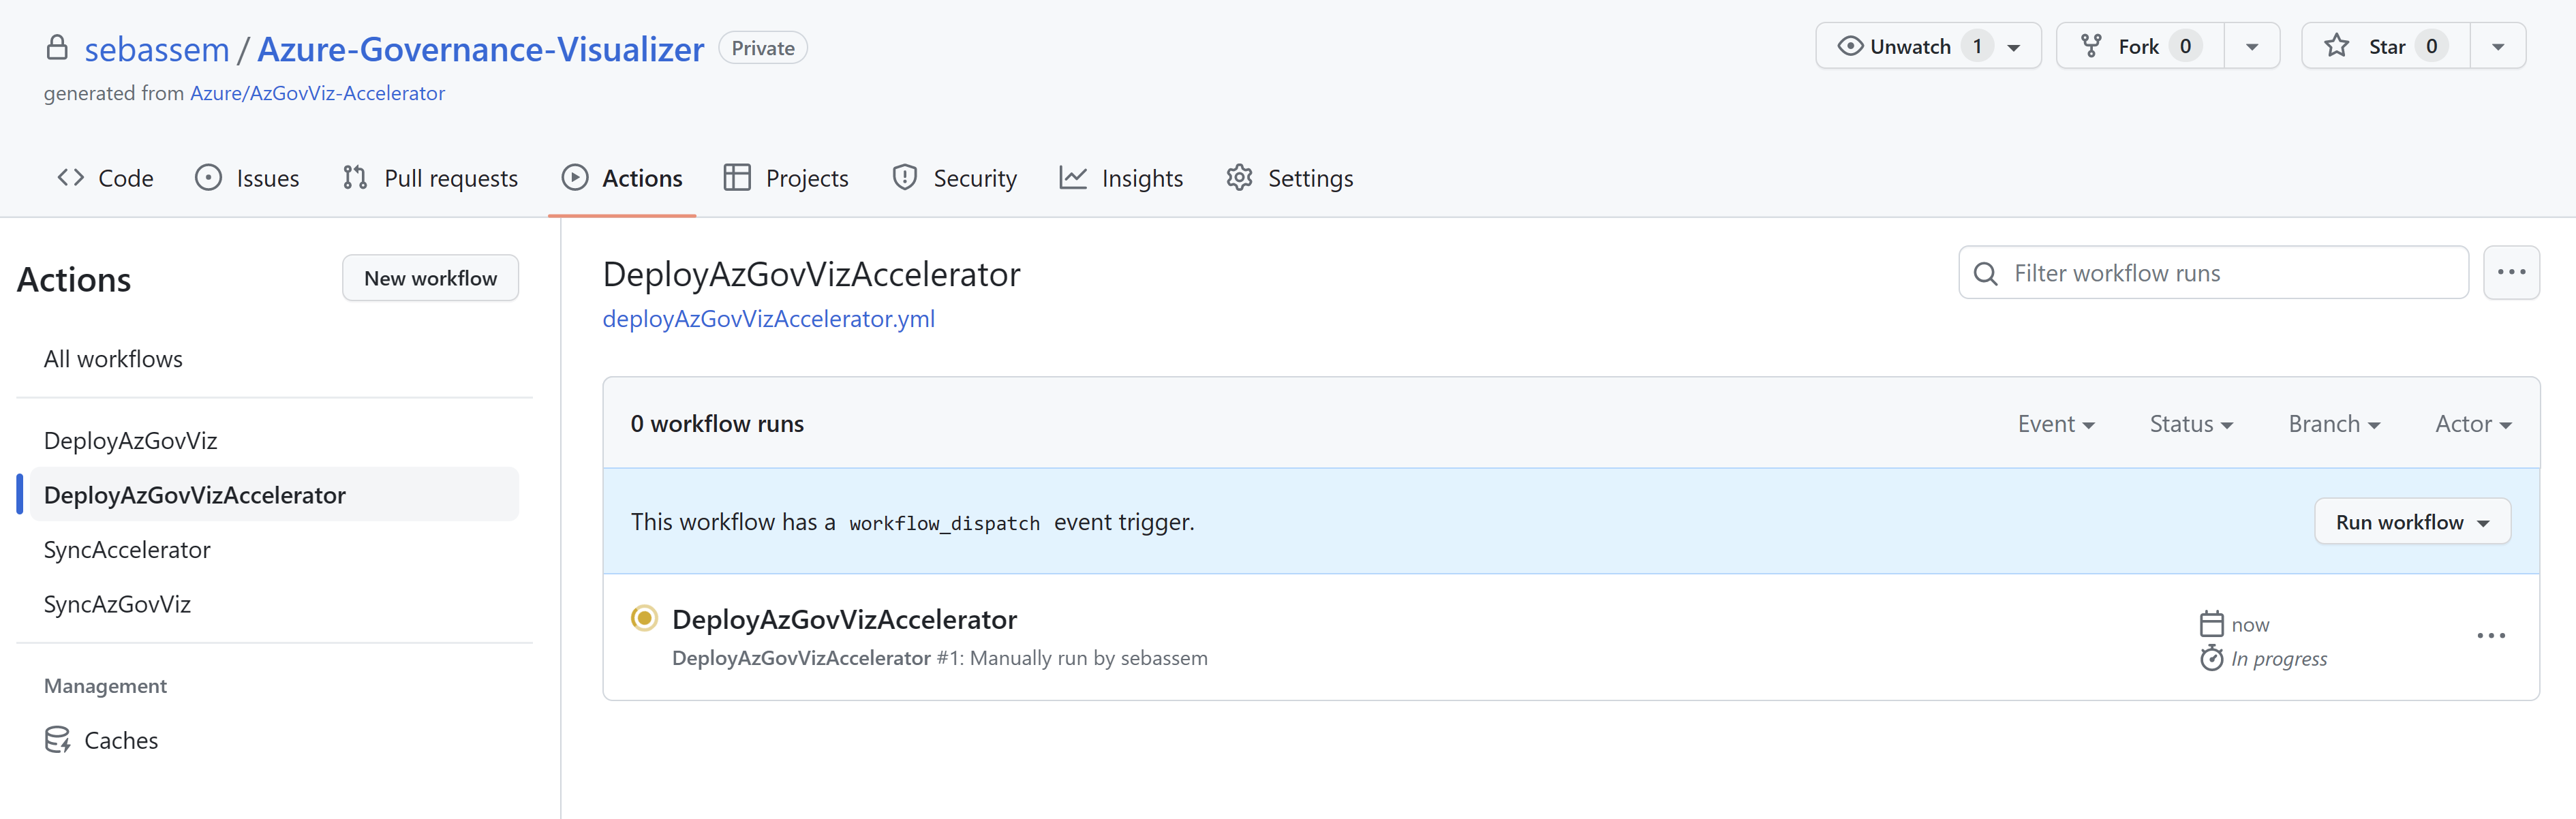 sebassem / Azure-Governance-Visualizer Private
Unwatch 1
Fork 0
Star 0
generated from Azure/AzGovViz-Accelerator
Code Issues Pull requests Actions Projects Security Insights Settings
Actions
New workflow
All workflows
DeployAzGovViz
DeployAzGovVizAccelerator
SyncAccelerator
SyncAzGovViz
Management
Caches
DeployAzGovVizAccelerator
deployAzGovVizAccelerator.yml
Filter workflow runs
0 workflow runs
Event Status Branch Actor
This workflow has a workflow_dispatch event trigger.
Run workflow
DeployAzGovVizAccelerator
DeployAzGovVizAccelerator #1: Manually run by sebassem
now
In progress